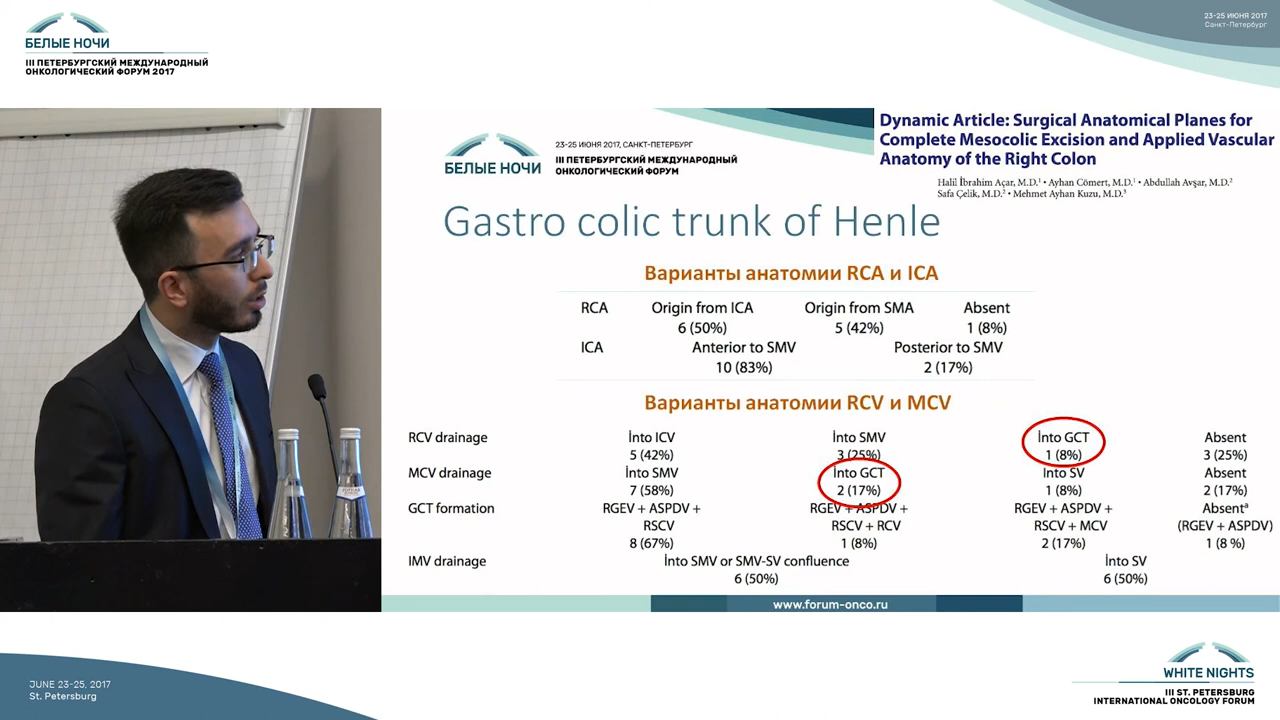 БЕЛЫЕ НОЧИ
III ПЕТЕРБУРГСКИЙ МЕЖДУНАРОДНЫЙ
ОНКОЛОГИЧЕСКИЙ ФОРУМ 2017
23-25 ИЮНЯ 2017
Санкт-Петербург
БЕЛЫЕ НОЧИ
23-25 ИЮНЯ 2017, САНКТ-ПЕТЕРБУРГ
III ПЕТЕРБУРГСКИЙ МЕЖДУНАРОДНЫЙ
ОНКОЛОГИЧЕСКИЙ ФОРУМ
Dynamic Article: Surgical Anatomical Planes for
Complete Mesocolic Excision and Applied Vascular
Anatomy of the Right Colon
Halil İbrahim Açar, M.D.¹ • Ayhan Cömert, M.D.¹ • Abdullah Avşar, M.D.²
Safa Çelik, M.D.² • Mehmet Ayhan Kuzu, M.D.³
Gastro colic trunk of Henle
Варианты анатомии RCA и ICA
RCA Origin from ICA Origin from SMA Absent
6 (50%) 5 (42%) 1 (8%)
ICA Anterior to SMV Posterior to SMV
10 (83%) 2 (17%)
Варианты анатомии RCV и MCV
RCV drainage İnto ICV İnto SMV İnto GCT Absent
5 (42%) 3 (25%) 1 (8%) 3 (25%)
MCV drainage İnto SMV İnto GCT İnto SV Absent
7 (58%) 2 (17%) 1 (8%) 2 (17%)
GCT formation RGEV + ASPDV + RGEV + ASPDV + RGEV + ASPDV + Absentᵃ
RSCV RSCV + RCV RSCV + MCV (RGEV + ASPDV)
8 (67%) 1 (8%) 2 (17%) 1 (8 %)
IMV drainage İnto SMV or SMV-SV confluence İnto SV
6 (50%) 6 (50%)
www.forum-onco.ru
JUNE 23-25, 2017
St. Petersburg
WHITE NIGHTS
III ST. PETERSBURG
INTERNATIONAL ONCOLOGY FORUM